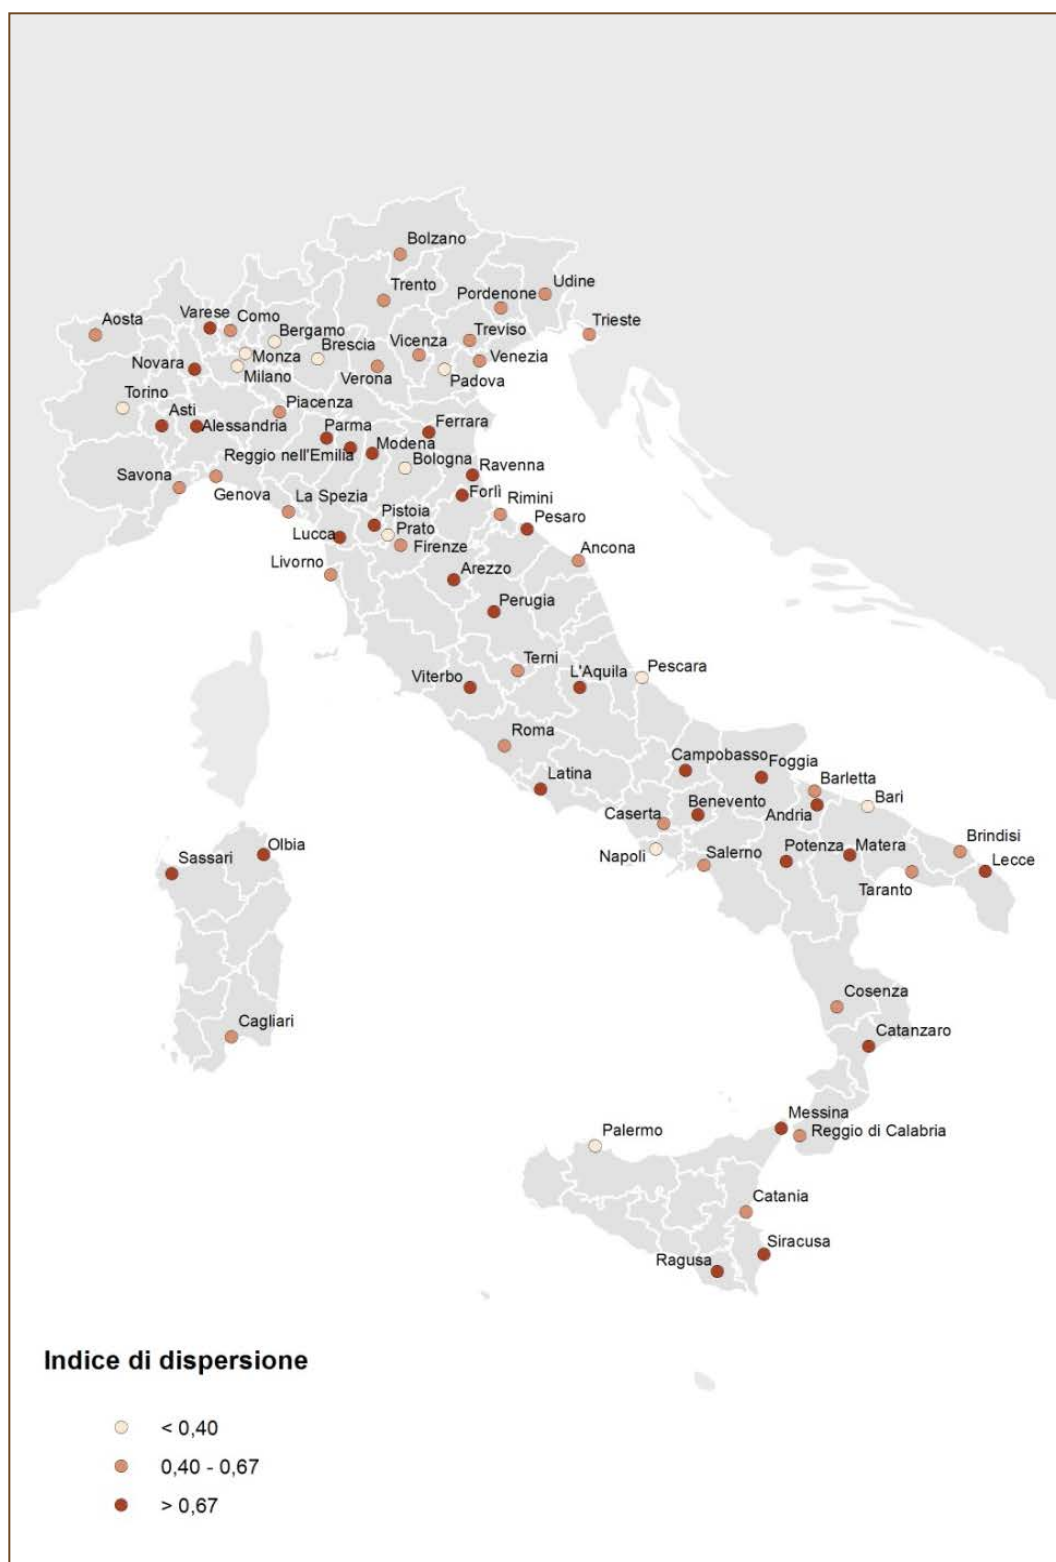 Bolzano
Trento
Udine
Pordenone
Aosta
Varese
Como
Trieste
Bergamo
Treviso
Vicenza
Brescia
Monza
Venezia
Novara
Milano
Verona
Padova
Torino
Piacenza
Asti
Alessandria
Parma
Ferrara
Modena
Reggio nell'Emilia
Bologna
Ravenna
Savona
Genova
La Spezia
Forlì
Rimini
Pistoia
Pesaro
Lucca
Prato
Firenze
Ancona
Livorno
Arezzo
Perugia
Terni
Pescara
Viterbo
L'Aquila
Roma
Campobasso
Foggia
Latina
Barletta
Benevento
Bari
Caserta
Andria
Olbia
Brindisi
Sassari
Napoli
Salerno
Potenza
Matera
Lecce
Taranto
Cosenza
Cagliari
Catanzaro
Messina
Palermo
Reggio di Calabria
Catania
Siracusa
Ragusa
Indice di dispersione
< 0,40
0,40 - 0,67
> 0,67